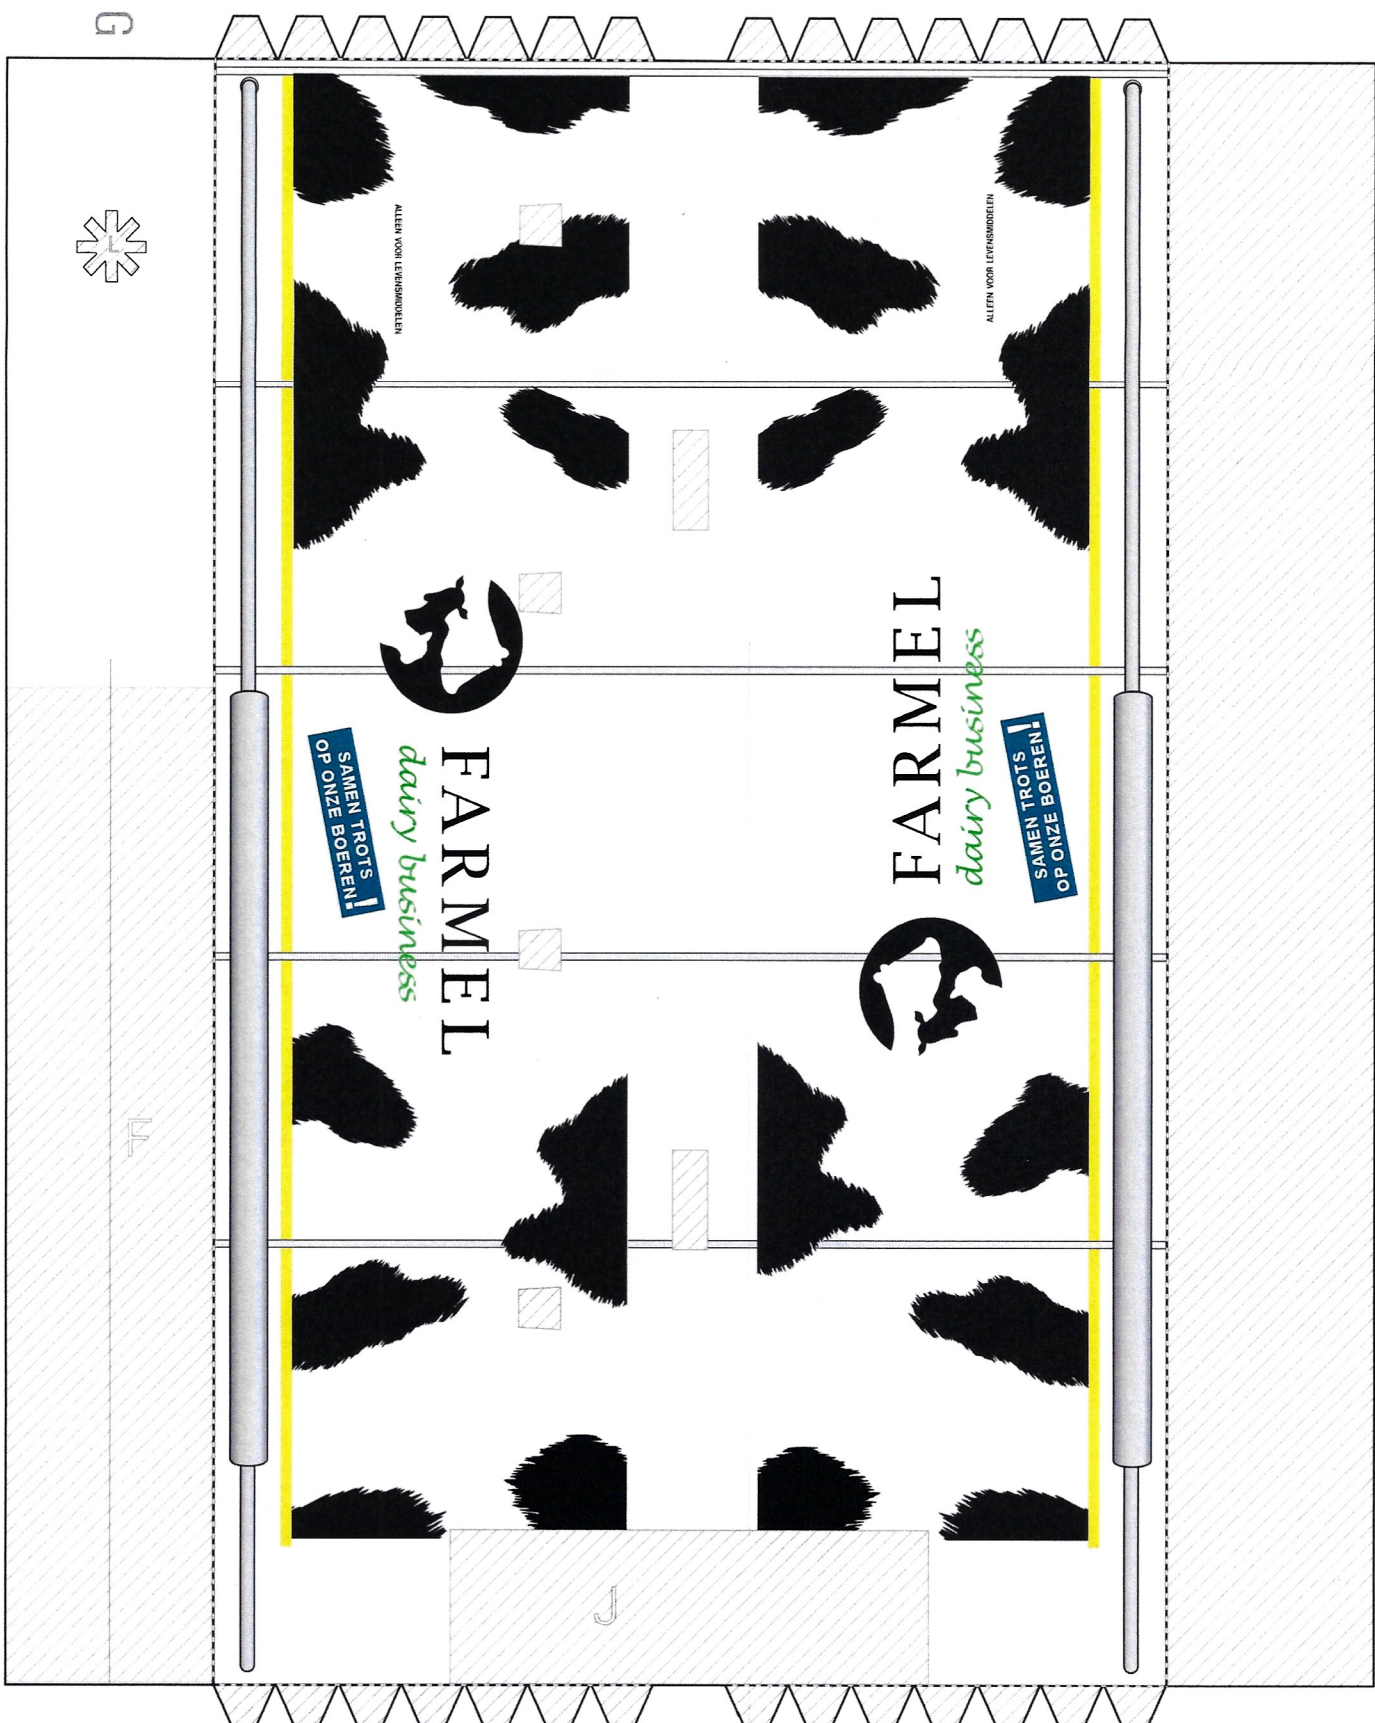 G
L
ALLEEN VOOR LEVENSMIDDELEN
ALLEEN VOOR LEVENSMIDDELEN
FARMEL
dairy business
SAMEN TROTS
OP ONZE BOEREN!
FARMEL
dairy business
SAMEN TROTS
OP ONZE BOEREN!
F
J